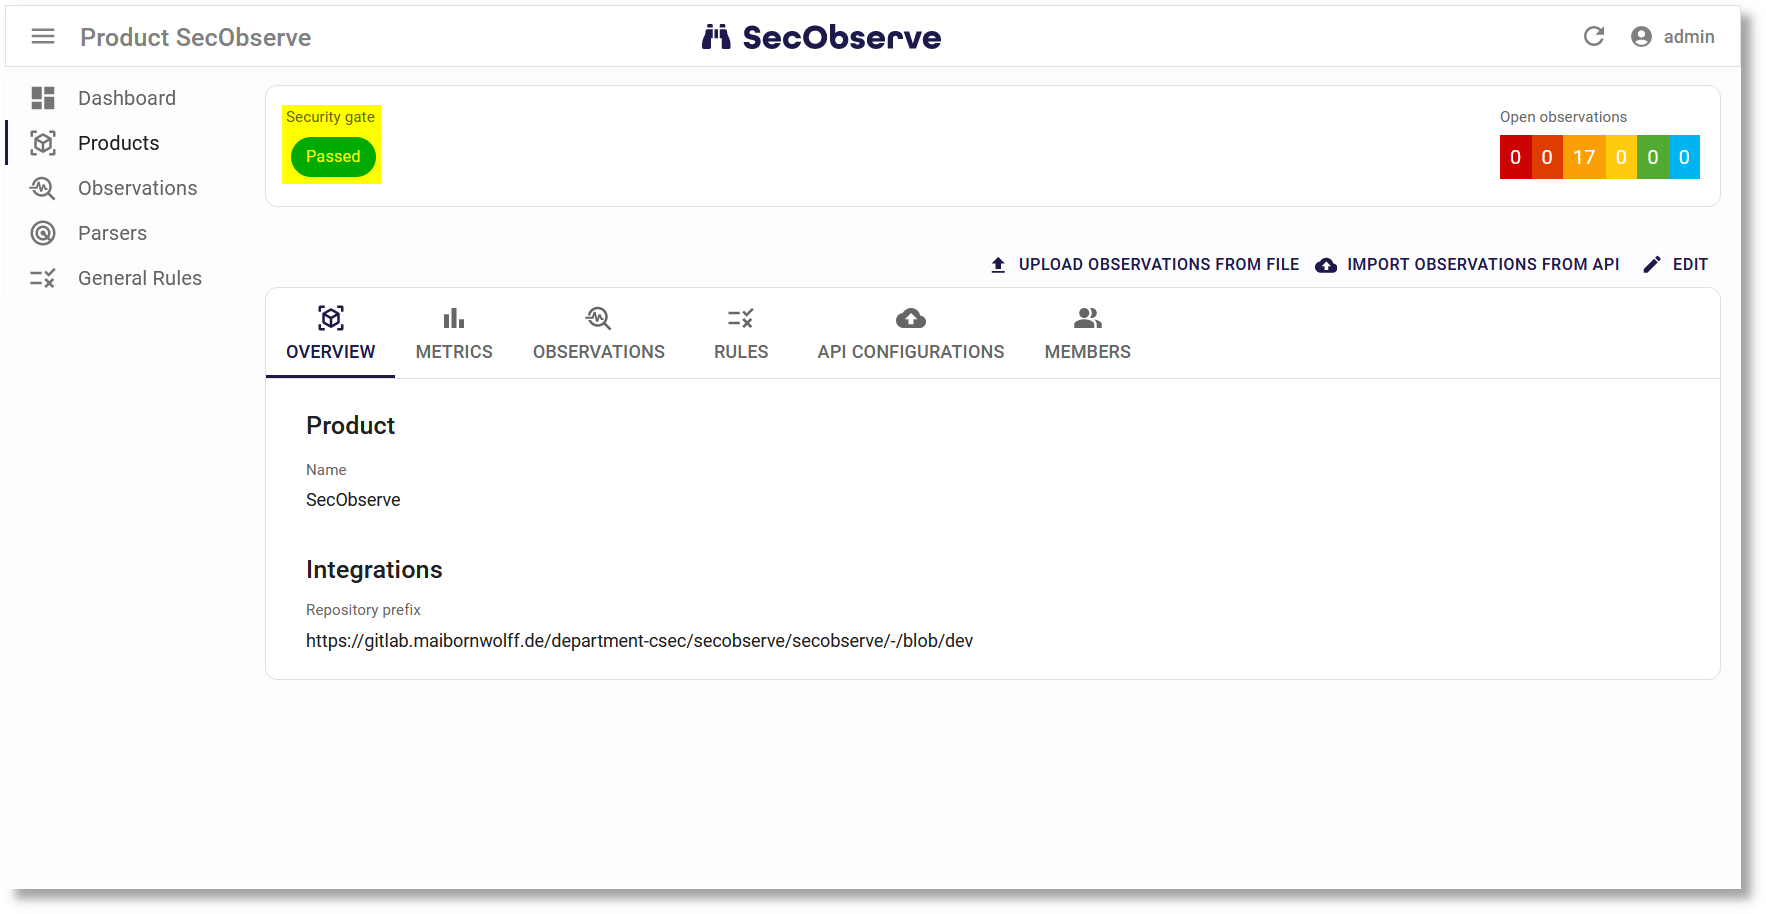 Product SecObserve
SecObserve
admin
Dashboard
Products
Observations
Parsers
General Rules
Security gate
Passed
Open observations
0 0 17 0 0 0
UPLOAD OBSERVATIONS FROM FILE
IMPORT OBSERVATIONS FROM API
EDIT
OVERVIEW
METRICS
OBSERVATIONS
RULES
API CONFIGURATIONS
MEMBERS
Product
Name
SecObserve
Integrations
Repository prefix
https://gitlab.maibornwolff.de/department-csec/secobserve/secobserve/-/blob/dev